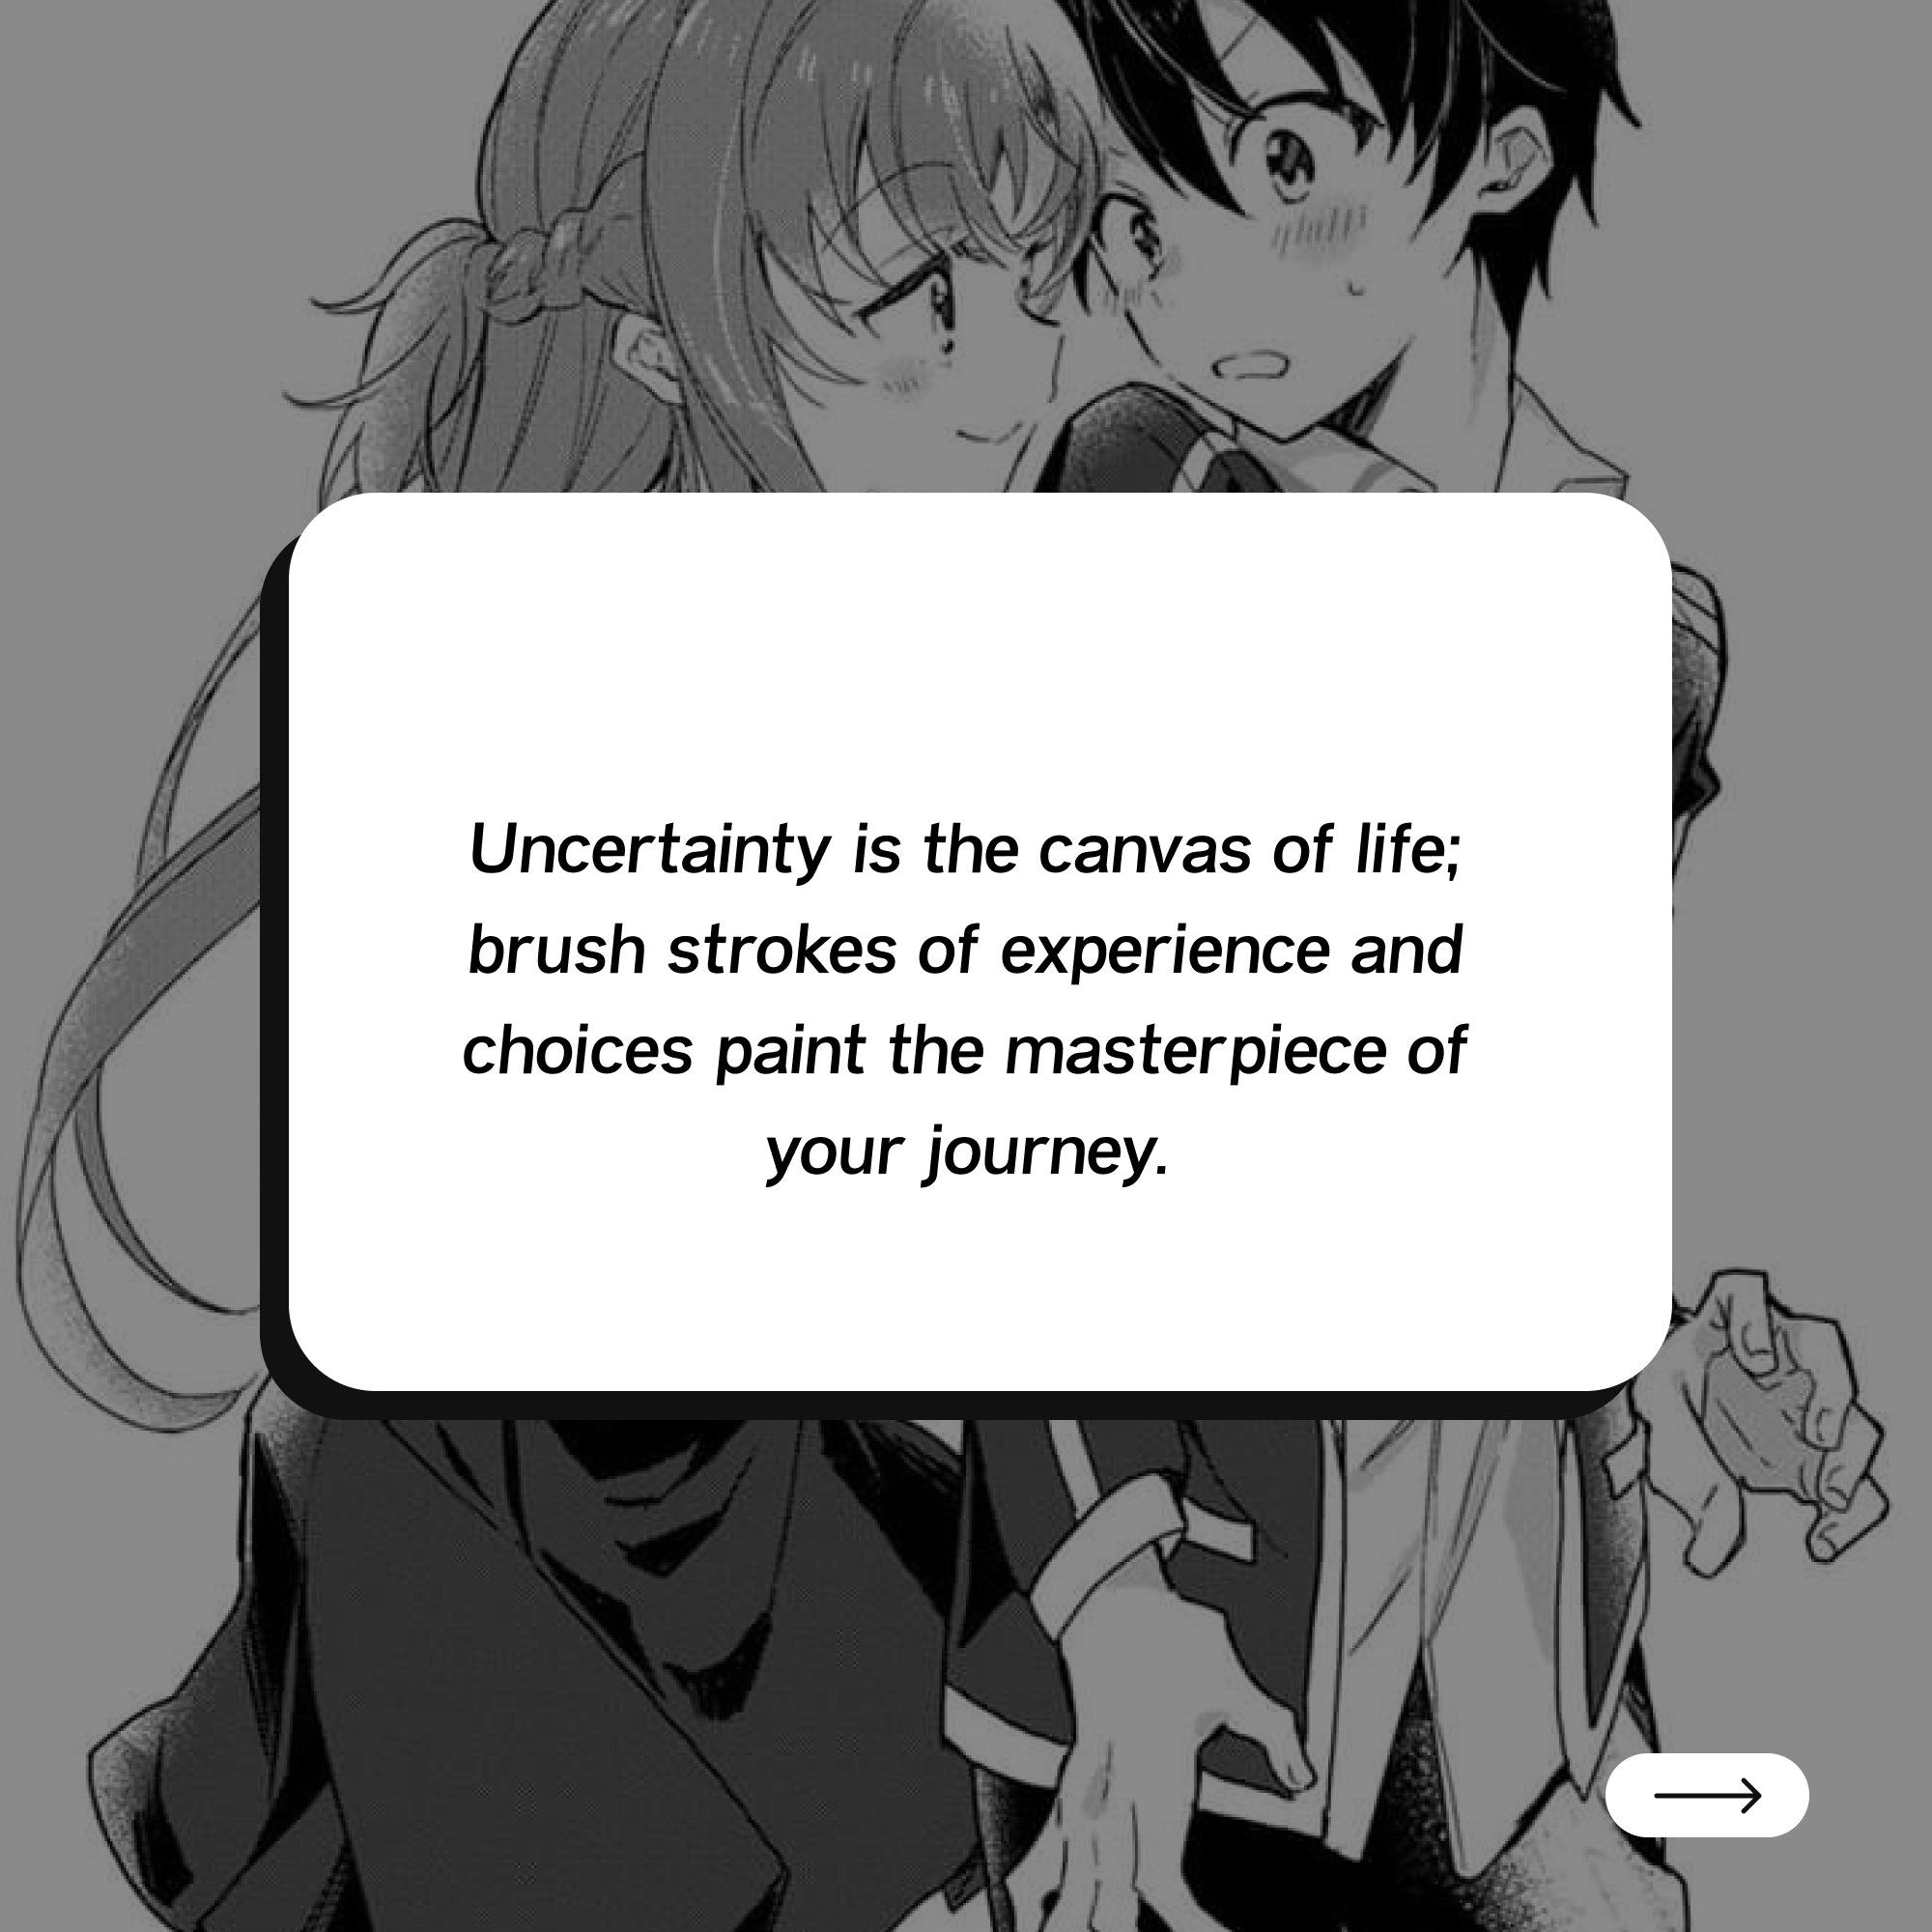 Uncertainty is the canvas of life;
brush strokes of experience and
choices paint the masterpiece of
your journey.